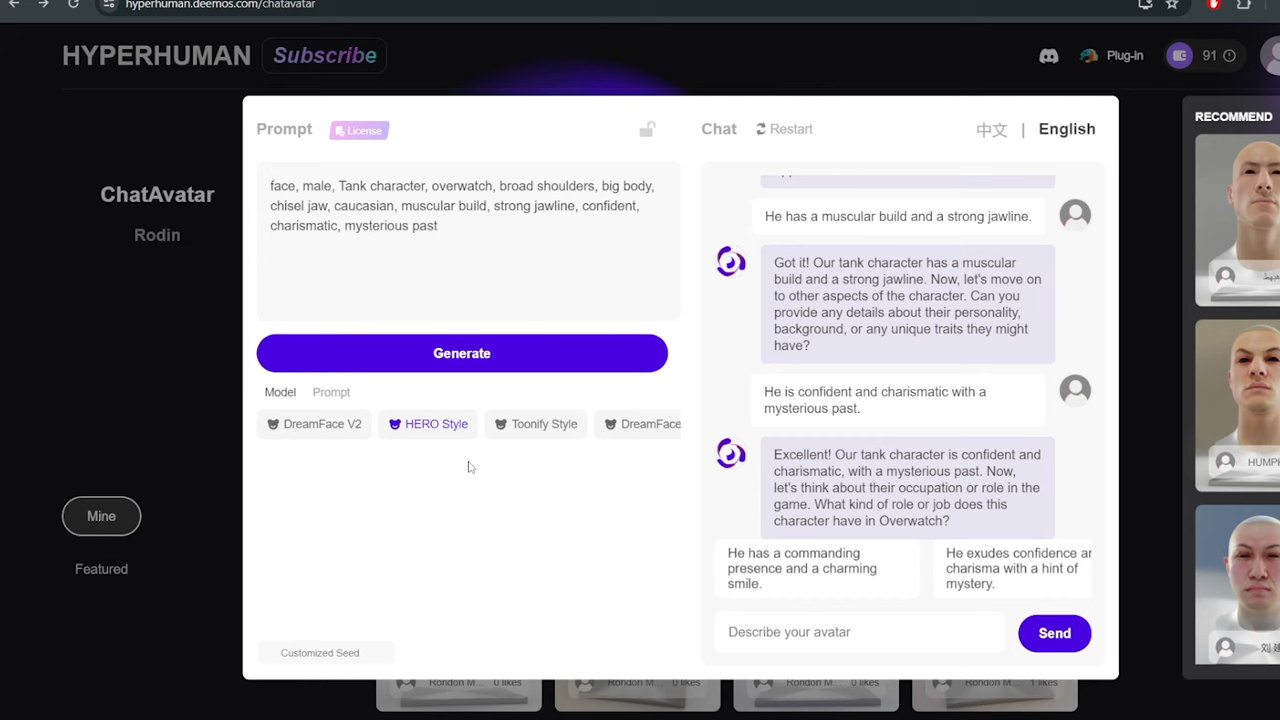 hyperhuman.deemos.com/chatavatar
HYPERHUMAN
Subscribe
Plug-in
91
ChatAvatar
Rodin
Mine
Featured
Prompt
License
face, male, Tank character, overwatch, broad shoulders, big body,
chisel jaw, caucasian, muscular build, strong jawline, confident,
charismatic, mysterious past
Generate
Model Prompt
DreamFace V2
HERO Style
Toonify Style
DreamFace
Customized Seed
Chat
Restart
中文 | English
He has a muscular build and a strong jawline.
Got it! Our tank character has a muscular
build and a strong jawline. Now, let's move on
to other aspects of the character. Can you
provide any details about their personality,
background, or any unique traits they might
have?
He is confident and charismatic with a
mysterious past.
Excellent! Our tank character is confident and
charismatic, with a mysterious past. Now,
let's think about their occupation or role in the
game. What kind of role or job does this
character have in Overwatch?
He has a commanding
presence and a charming
smile.
He exudes confidence ar
charisma with a hint of
mystery.
Describe your avatar
Send
RECOMMEND
HUMPH
Rondon M... 0 likes
Rondon M... 0 likes
Rondon M... 0 likes
Rondon M... 1 likes